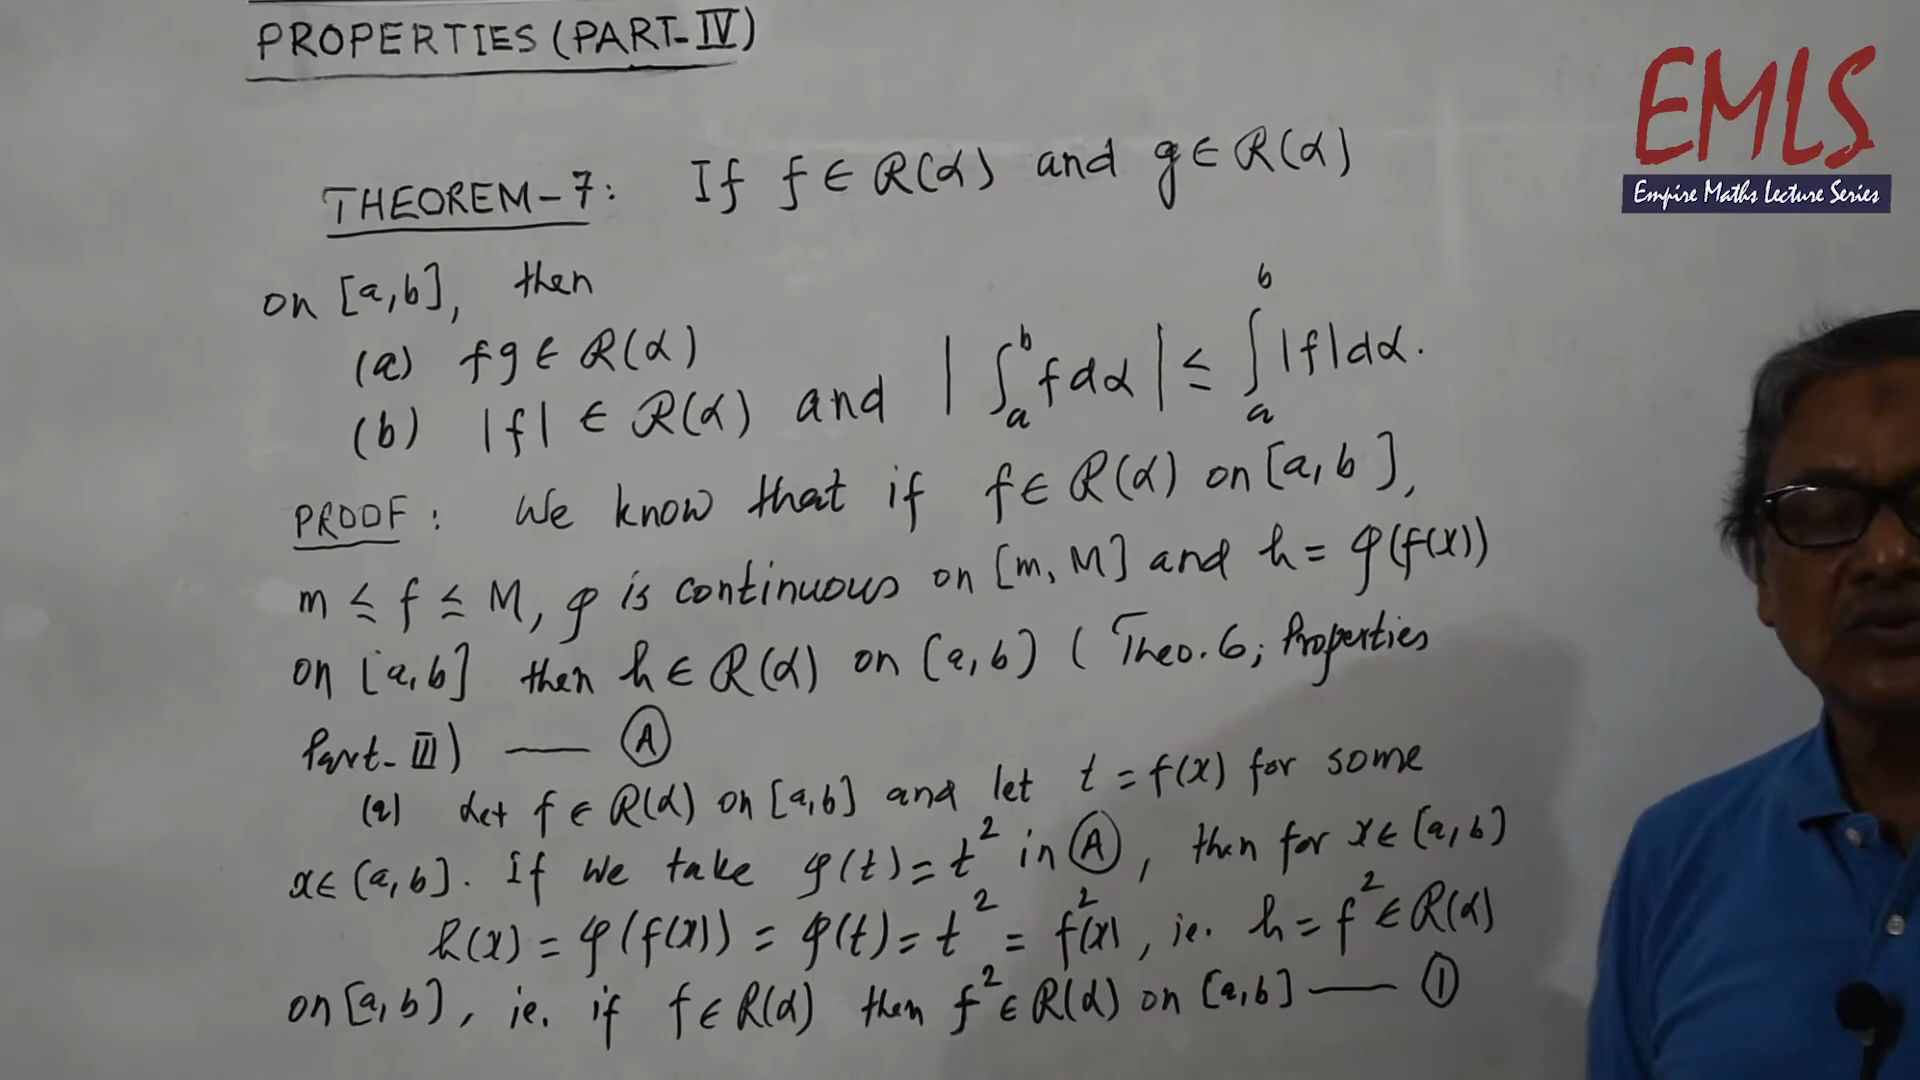 PROPERTIES (PART-IV)
EMLS
Empire Maths Lecture Series
THEOREM-7: If f ∈ R(α) and g ∈ R(α)
on [a,b], then
(a) fg ∈ R(α)
(b) |f| ∈ R(α) and |∫_a^b f dα| ≤ ∫_a^b |f| dα.
PROOF: We know that if f ∈ R(α) on [a,b],
m ≤ f ≤ M, φ is continuous on [m, M] and h = φ(f(x))
on [a,b] then h ∈ R(α) on [a,b] (Theo. 6; Properties
Part-III) — Ⓐ
(a) Let f ∈ R(α) on [a,b] and let t = f(x) for some
x ∈ [a,b]. If we take φ(t) = t² in Ⓐ, then for x ∈ [a,b]
h(x) = φ(f(x)) = φ(t) = t² = f²(x), ie. h = f² ∈ R(α)
on [a,b], ie. if f ∈ R(α) then f² ∈ R(α) on [a,b] — ①